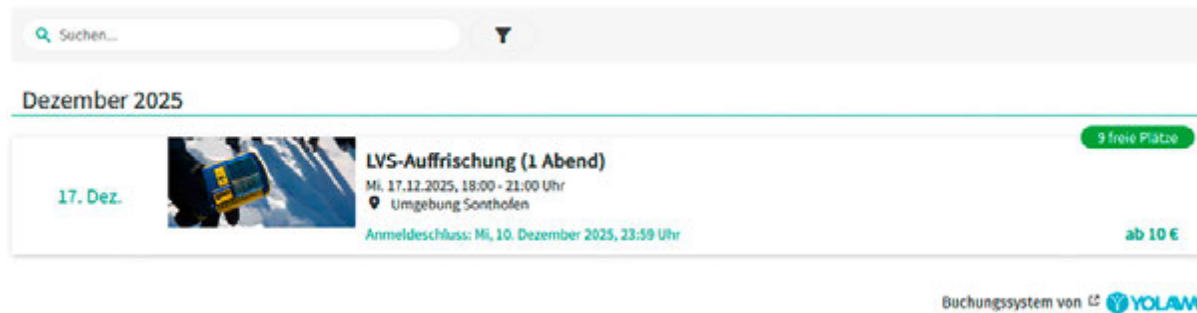 Suchen...
Dezember 2025
9 freie Plätze
17. Dez.
LVS-Auffrischung (1 Abend)
Mi. 17.12.2025, 18:00 - 21:00 Uhr
Umgebung Sonthofen
Anmeldeschluss: Mi, 10. Dezember 2025, 23:59 Uhr
ab 10 €
Buchungssystem von